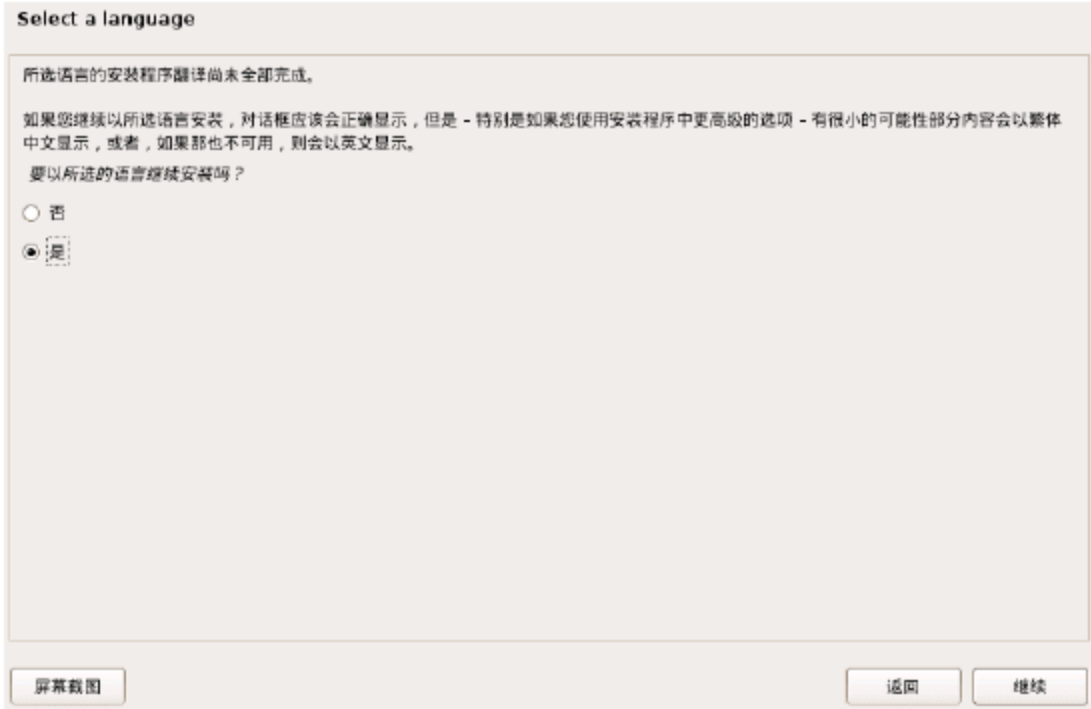 Select a language
所选语言的安装程序翻译尚未全部完成。
如果您继续以所选语言安装，对话框应该会正确显示，但是 – 特别是如果您使用安装程序中更高级的选项 – 有很小的可能性部分内容会以繁体
中文显示，或者，如果那也不可用，则会以英文显示。
要以所选的语言继续安装吗？
否
是
屏幕截图
返回
继续